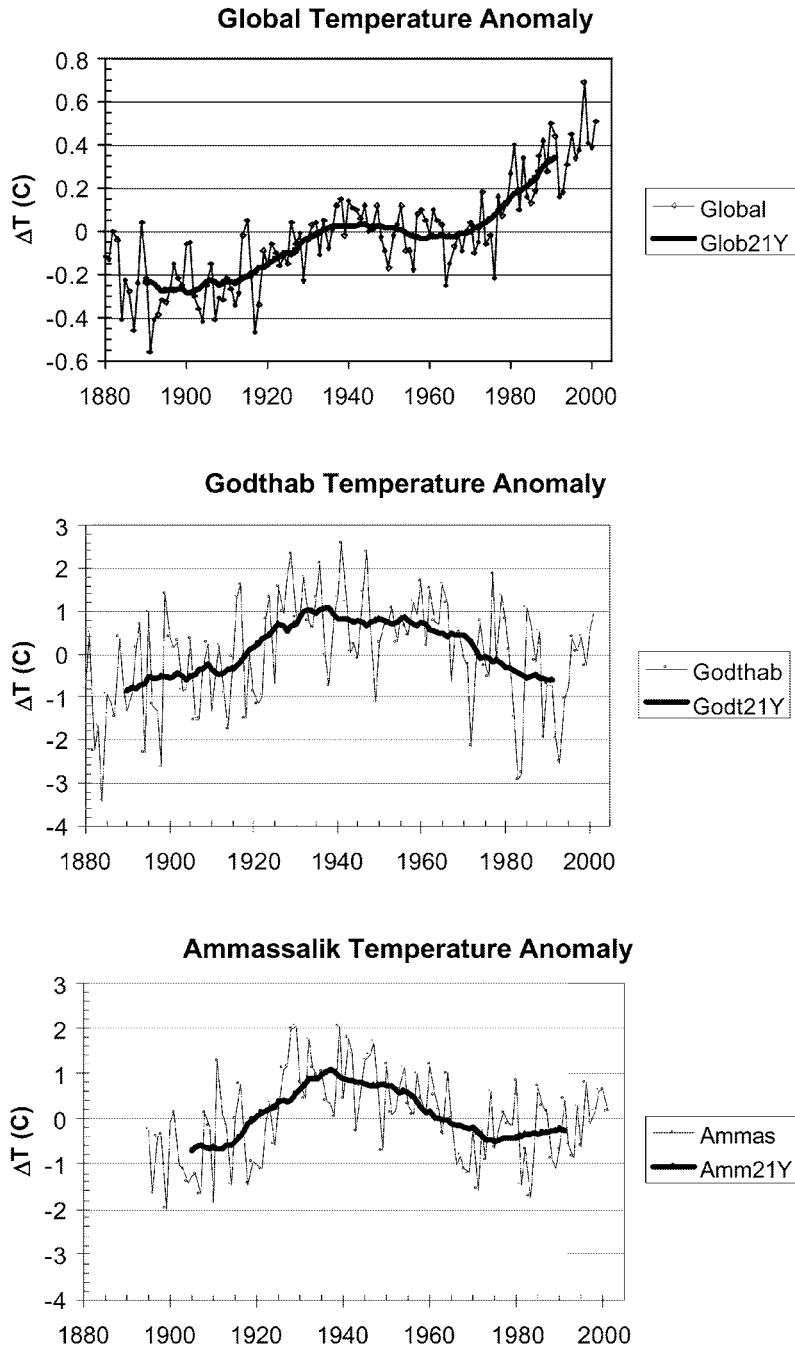 Global Temperature Anomaly
0.8
0.6
0.4
0.2
0
-0.2
-0.4
-0.6
ΔT (C)
1880 1900 1920 1940 1960 1980 2000
Global
Glob21Y
Godthab Temperature Anomaly
3
2
1
0
-1
-2
-3
-4
ΔT (C)
1880 1900 1920 1940 1960 1980 2000
Godthab
Godt21Y
Ammassalik Temperature Anomaly
3
2
1
0
-1
-2
-3
-4
ΔT (C)
1880 1900 1920 1940 1960 1980 2000
Ammas
Amm21Y